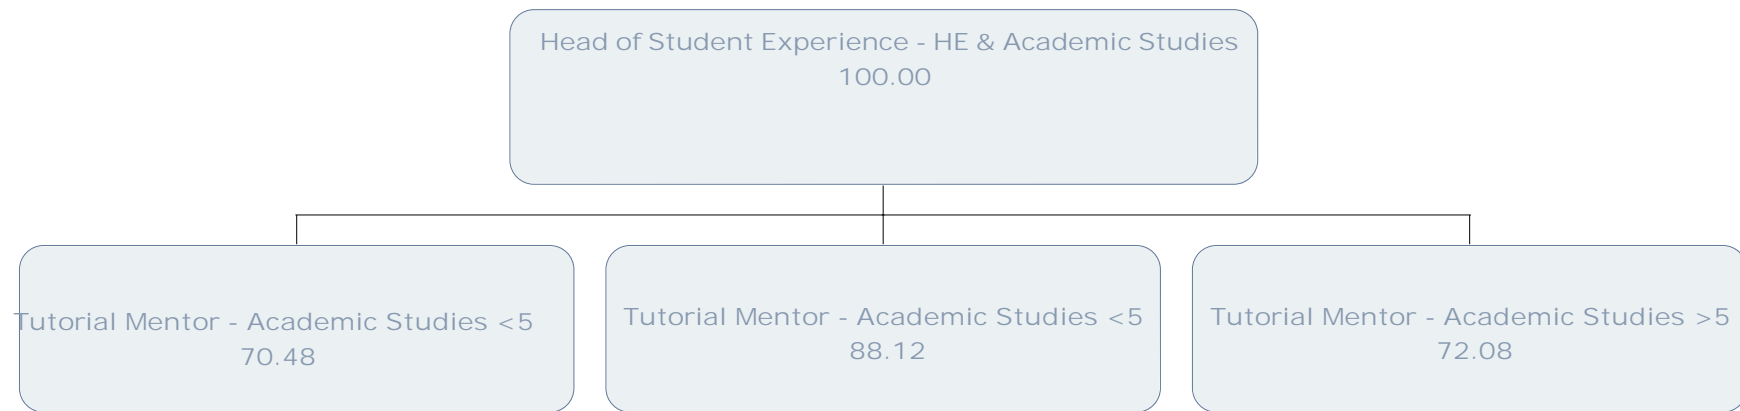 Head of Student Experience - HE & Academic Studies
100.00
Tutorial Mentor - Academic Studies <5
70.48
Tutorial Mentor - Academic Studies <5
88.12
Tutorial Mentor - Academic Studies >5
72.08